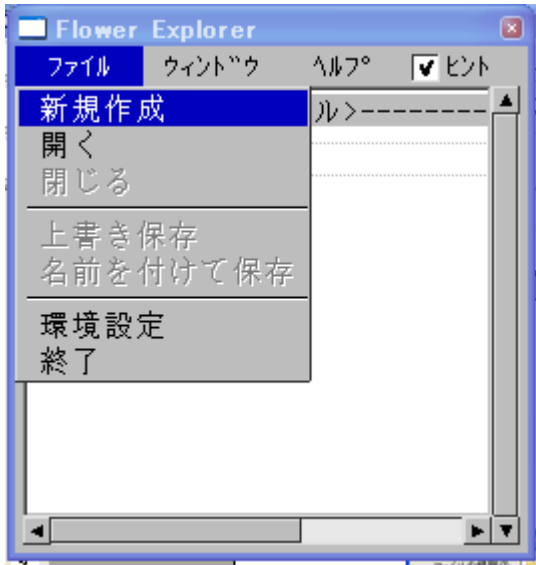 Flower Explorer
ファイル ウィンドウ ヘルプ ヒント
新規作成
ル>--------
開く
閉じる
上書き保存
名前を付けて保存
環境設定
終了